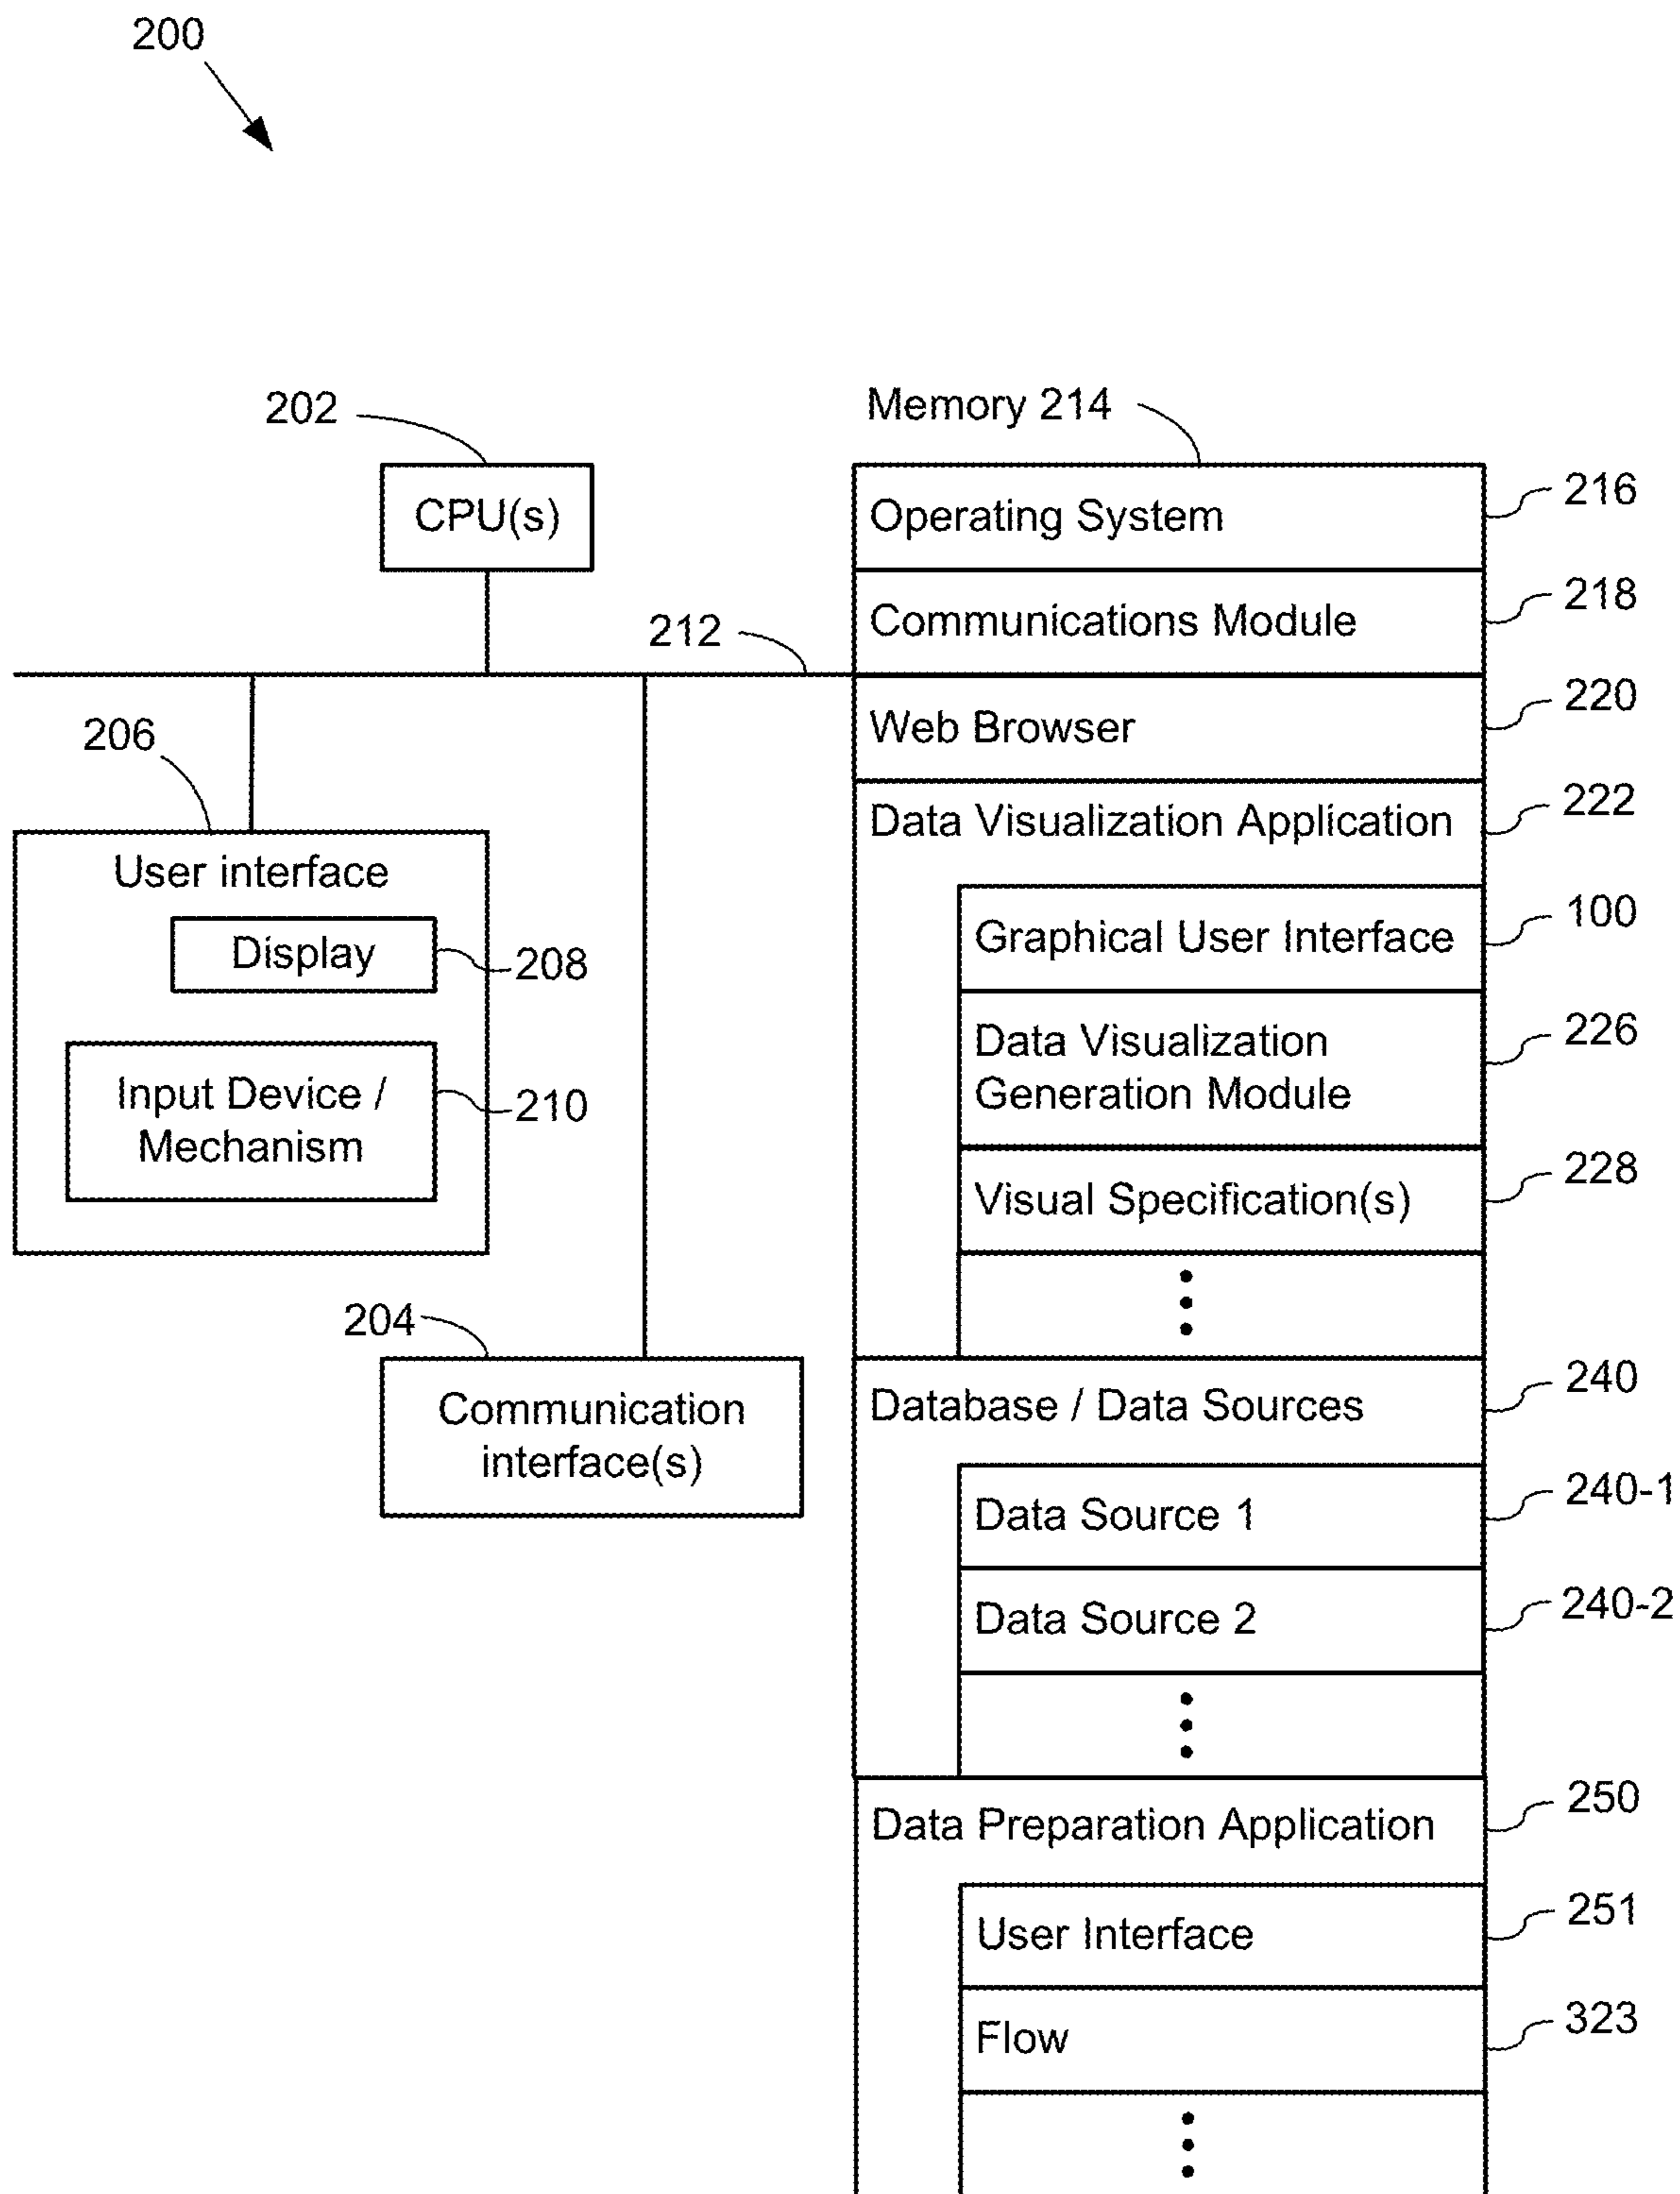 200
202
CPU(s)
212
206
User interface
Display
208
Input Device /
Mechanism
210
204
Communication
interface(s)
Memory 214
Operating System
216
Communications Module
218
Web Browser
220
Data Visualization Application
222
Graphical User Interface
100
Data Visualization
Generation Module
226
Visual Specification(s)
228
Database / Data Sources
240
Data Source 1
240-1
Data Source 2
240-2
Data Preparation Application
250
User Interface
251
Flow
323